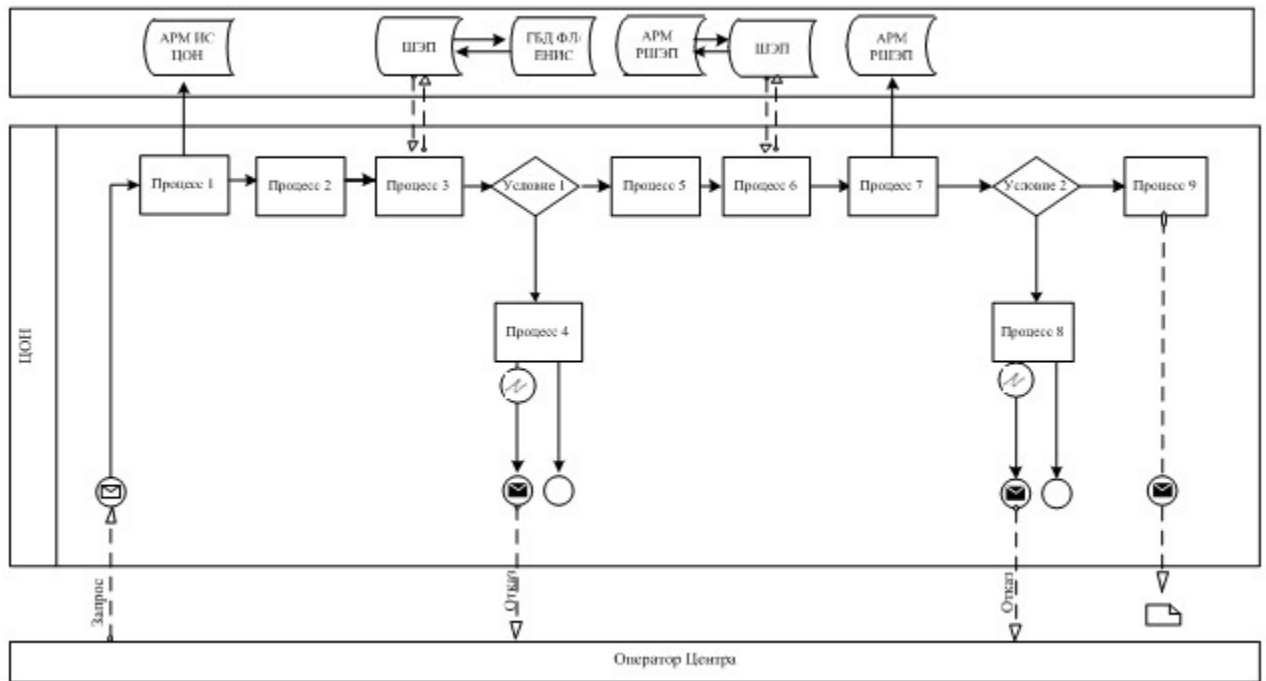 АРМ ИС
ЦОН
ШЭП
ГБД ФЛ/
ЕНИС
АРМ
РШЭП
ШЭП
АРМ
РШЭП
Процесс 1
Процесс 2
Процесс 3
Условие 1
Процесс 5
Процесс 6
Процесс 7
Условие 2
Процесс 9
Процесс 4
Процесс 8
ЦОН
Запрос
Отказ
Отказ
Оператор Центра